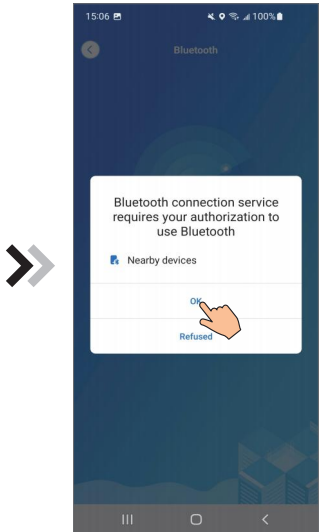 15:06 100%
Bluetooth
Bluetooth connection service
requires your authorization to
use Bluetooth
Nearby devices
OK
Refused